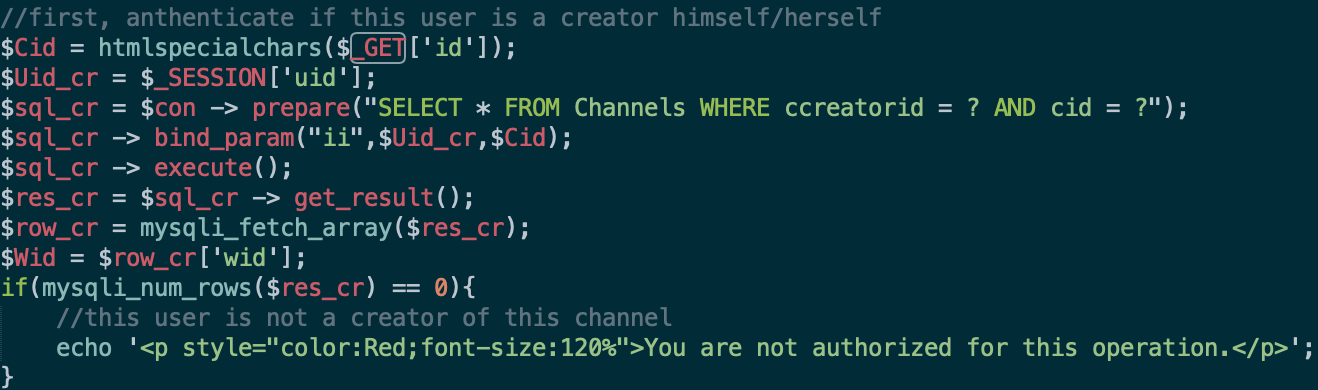 //first, anthenticate if this user is a creator himself/herself
$Cid = htmlspecialchars($_GET['id']);
$Uid_cr = $_SESSION['uid'];
$sql_cr = $con -> prepare("SELECT * FROM Channels WHERE ccreatorid = ? AND cid = ?");
$sql_cr -> bind_param("ii",$Uid_cr,$Cid);
$sql_cr -> execute();
$res_cr = $sql_cr -> get_result();
$row_cr = mysqli_fetch_array($res_cr);
$Wid = $row_cr['wid'];
if(mysqli_num_rows($res_cr) == 0){
    //this user is not a creator of this channel
    echo '<p style="color:Red;font-size:120%">You are not authorized for this operation.</p>';
}